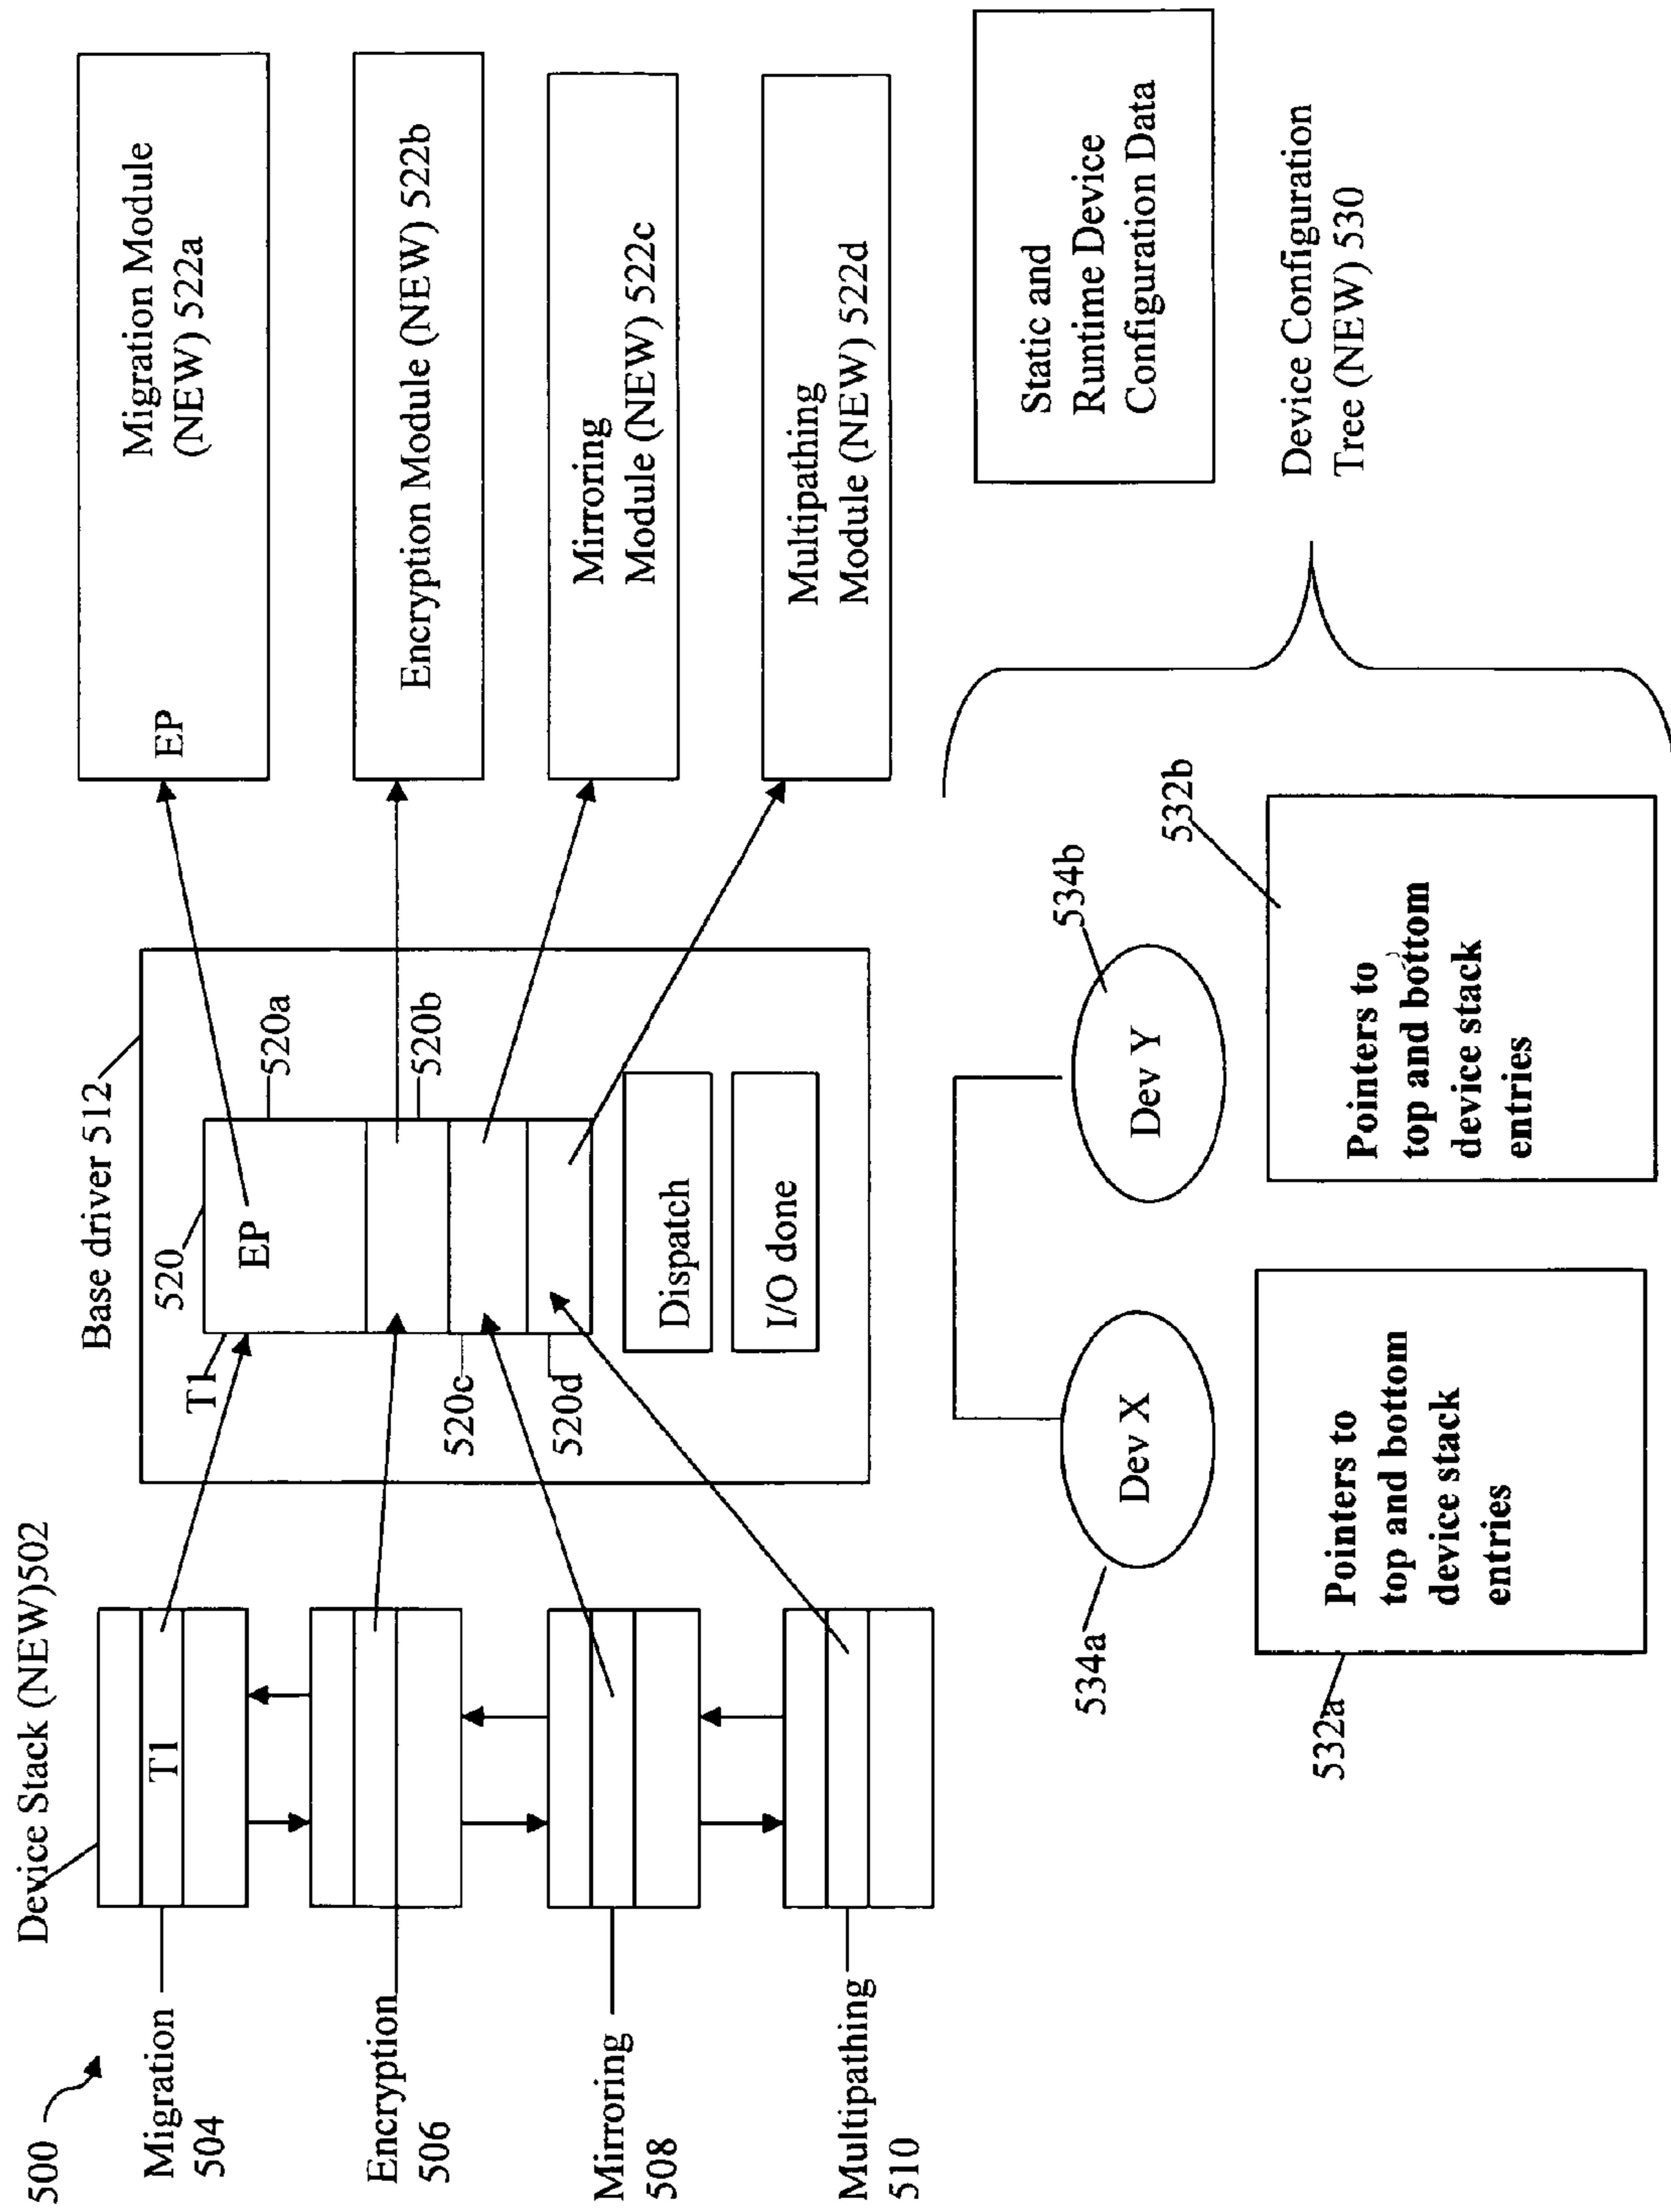 500
Device Stack (NEW)502
Migration
504
T1
Encryption
506
Mirroring
508
Multipathing
510
Base driver 512
520
T1
EP
520a
520b
520c
520d
Dispatch
I/O done
EP
Migration Module
(NEW) 522a
Encryption Module (NEW) 522b
Mirroring
Module (NEW) 522c
Multipathing
Module (NEW) 522d
534a
Dev X
534b
Dev Y
532a
Pointers to
top and bottom
device stack
entries
532b
Pointers to
top and bottom
device stack
entries
Static and
Runtime Device
Configuration Data
Device Configuration
Tree (NEW) 530